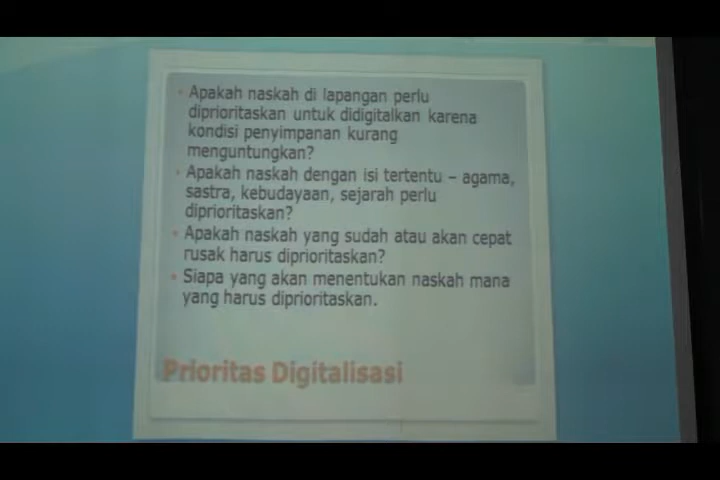 • Apakah naskah di lapangan perlu
diprioritaskan untuk didigitalkan karena
kondisi penyimpanan kurang
menguntungkan?
• Apakah naskah dengan isi tertentu – agama,
sastra, kebudayaan, sejarah perlu
diprioritaskan?
• Apakah naskah yang sudah atau akan cepat
rusak harus diprioritaskan?
• Siapa yang akan menentukan naskah mana
yang harus diprioritaskan.
Prioritas Digitalisasi